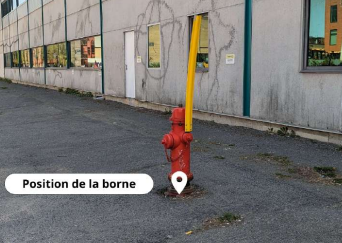 Position de la borne